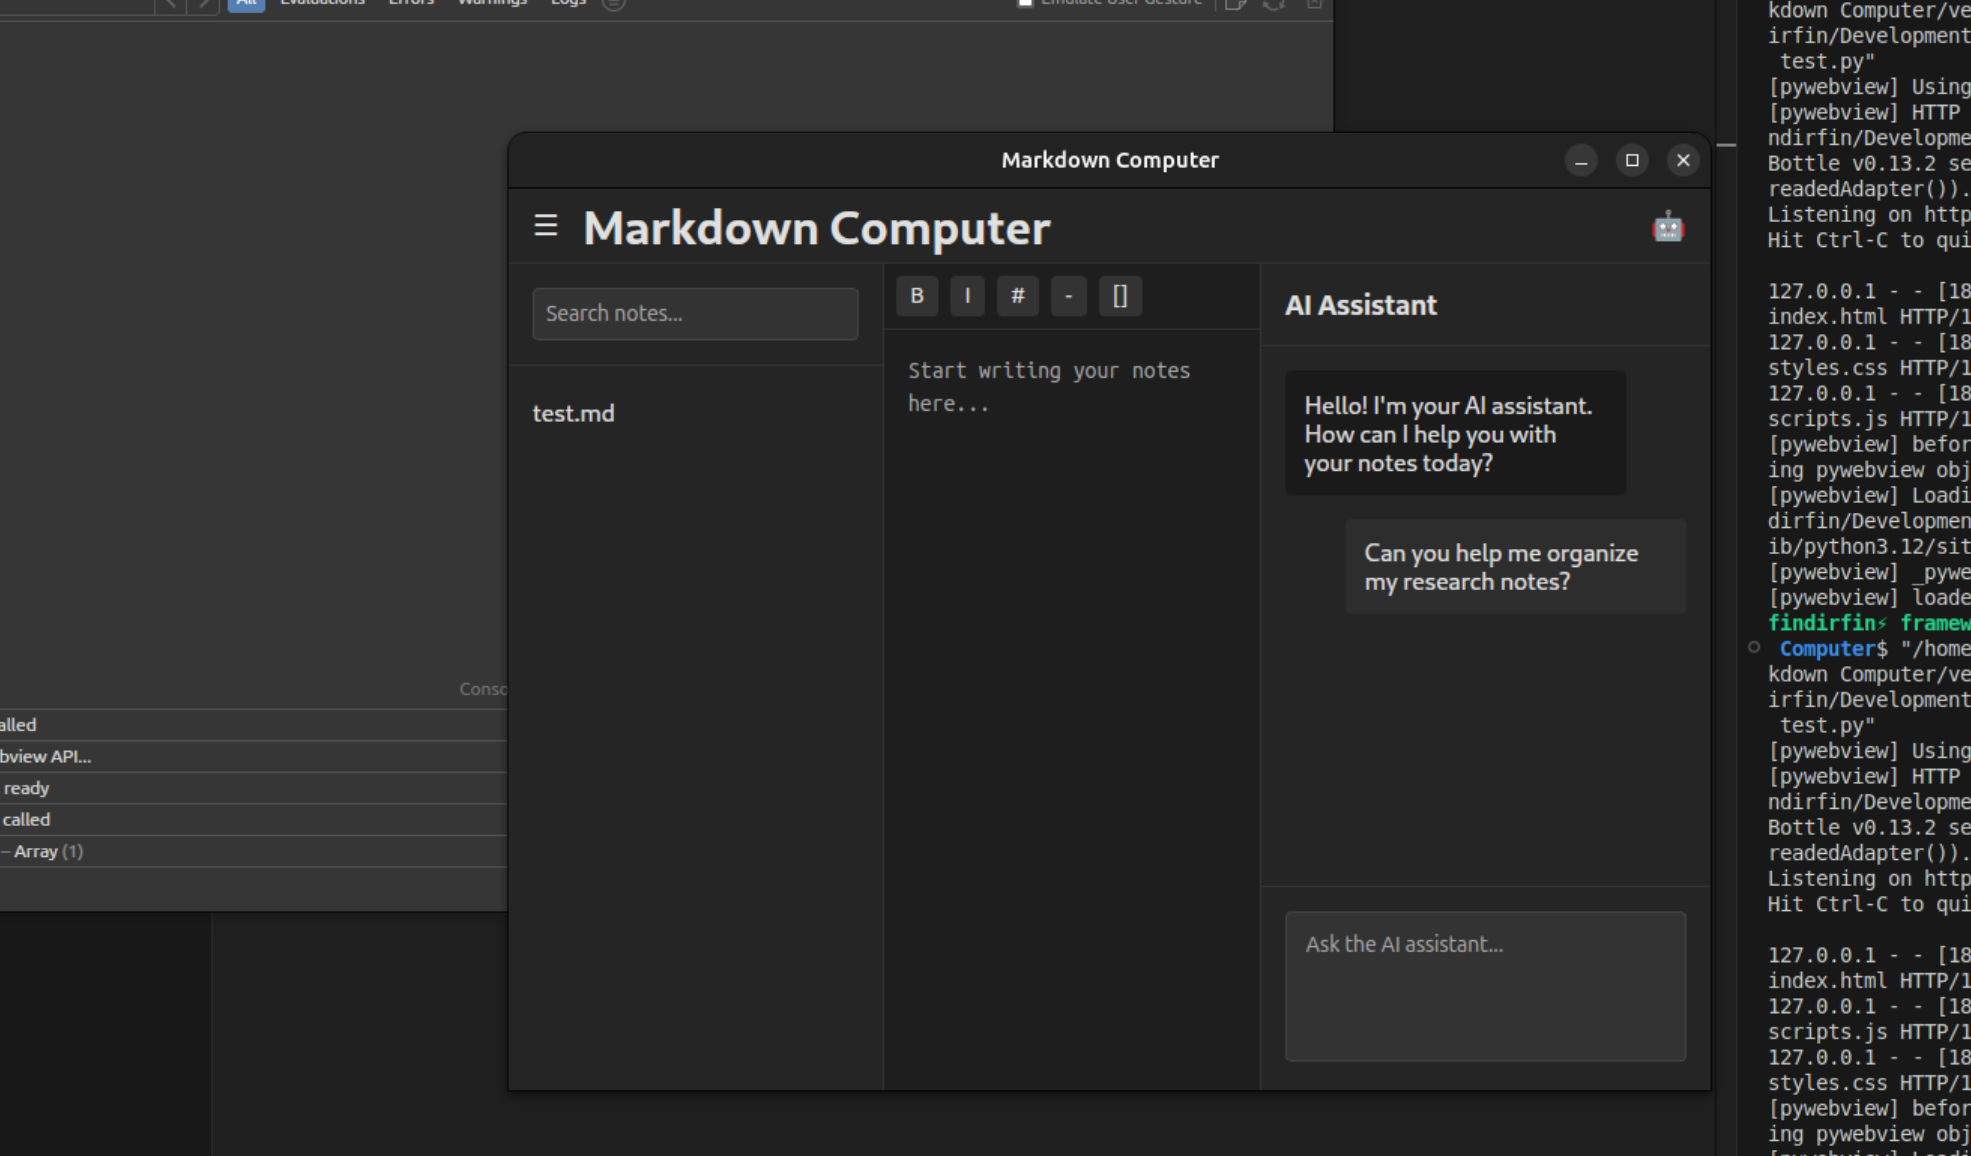 All Evaluations Errors Warnings Logs
Emulate User Gesture
Markdown Computer
☰ Markdown Computer
Search notes...
test.md
B I # - []
Start writing your notes
here...
AI Assistant
Hello! I'm your AI assistant.
How can I help you with
your notes today?
Can you help me organize
my research notes?
Ask the AI assistant...
Conso
alled
bview API...
ready
called
– Array (1)
kdown Computer/ve
irfin/Development
test.py"
[pywebview] Using
[pywebview] HTTP
ndirfin/Developme
Bottle v0.13.2 se
readedAdapter()).
Listening on http
Hit Ctrl-C to qui
127.0.0.1 - - [18
index.html HTTP/1
127.0.0.1 - - [18
styles.css HTTP/1
127.0.0.1 - - [18
scripts.js HTTP/1
[pywebview] befor
ing pywebview obj
[pywebview] Loadi
dirfin/Developmen
ib/python3.12/sit
[pywebview] _pywe
[pywebview] loade
findirfin⚡ framew
Computer$ "/home
kdown Computer/ve
irfin/Development
test.py"
[pywebview] Using
[pywebview] HTTP
ndirfin/Developme
Bottle v0.13.2 se
readedAdapter()).
Listening on http
Hit Ctrl-C to qui
127.0.0.1 - - [18
index.html HTTP/1
127.0.0.1 - - [18
scripts.js HTTP/1
127.0.0.1 - - [18
styles.css HTTP/1
[pywebview] befor
ing pywebview obj